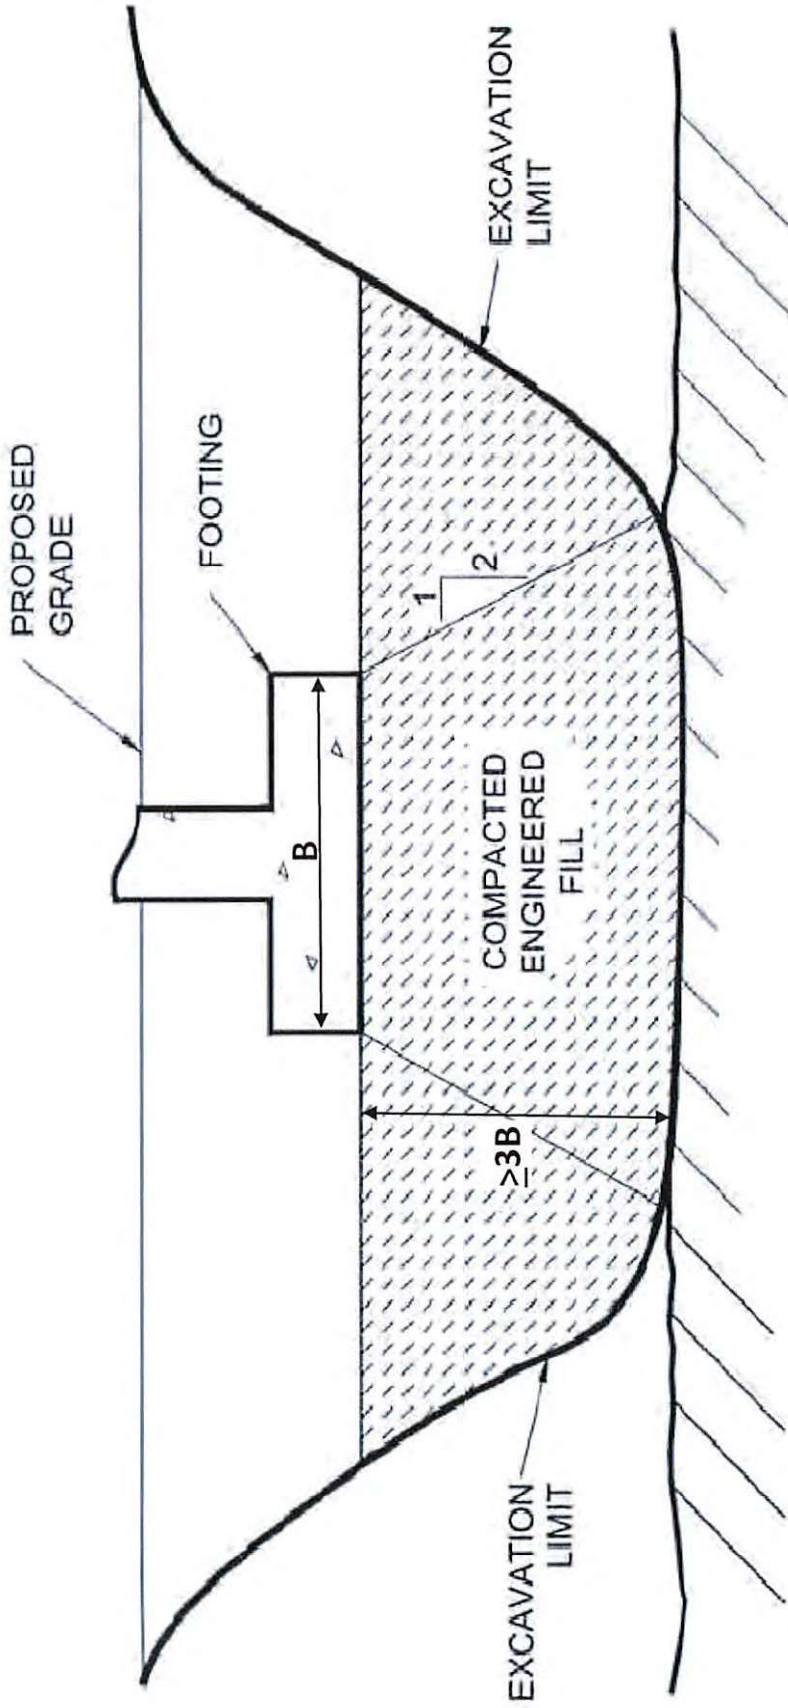 PROPOSED
GRADE
FOOTING
B
EXCAVATION
LIMIT
1
2
COMPACTED
ENGINEERED
FILL
≥3B
EXCAVATION
LIMIT